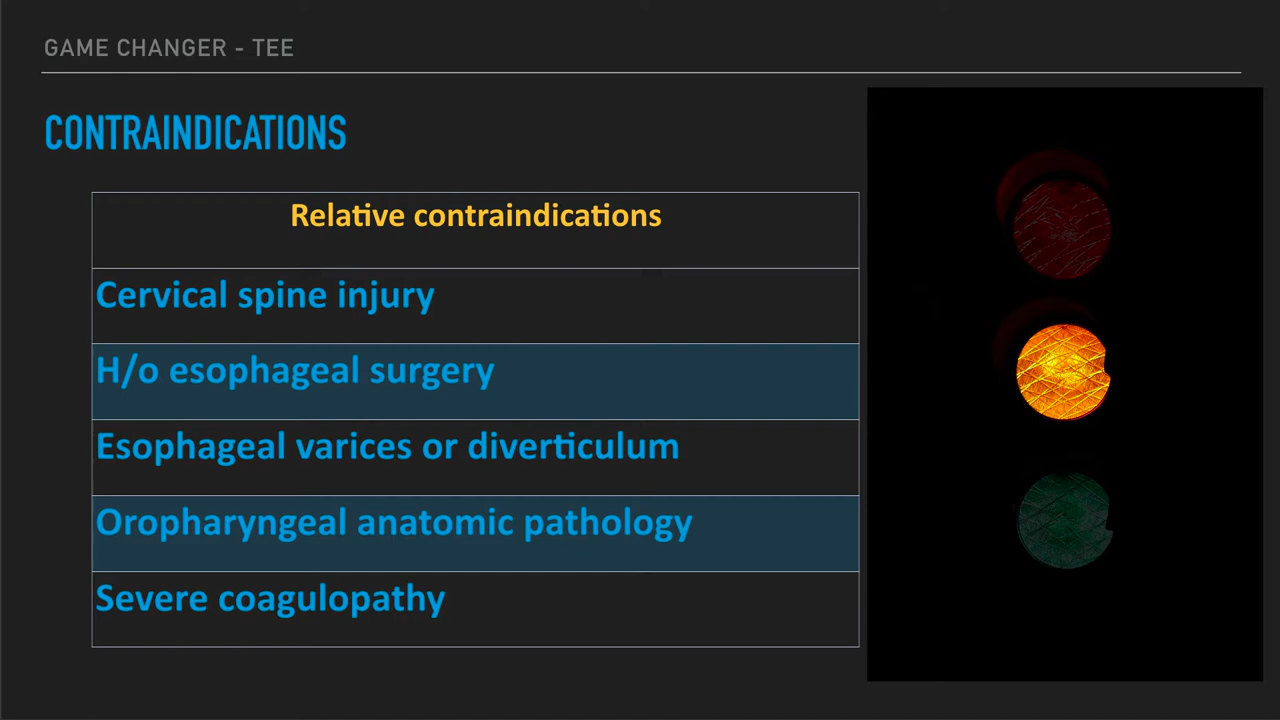 GAME CHANGER - TEE
CONTRAINDICATIONS
Relative contraindications
Cervical spine injury
H/o esophageal surgery
Esophageal varices or diverticulum
Oropharyngeal anatomic pathology
Severe coagulopathy